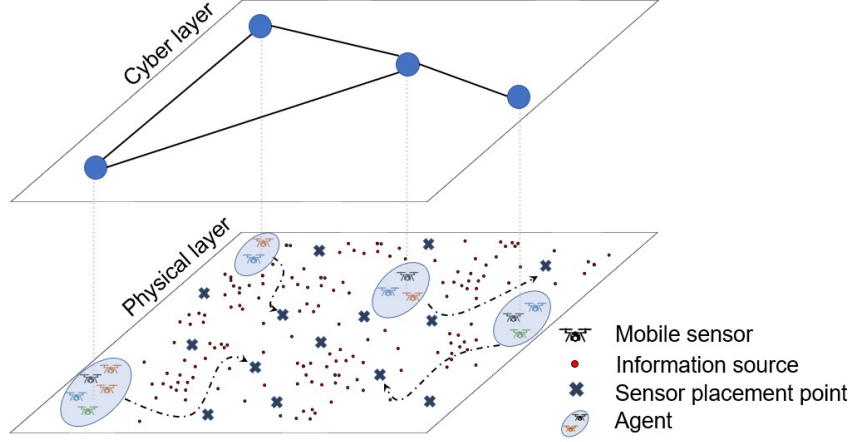 Cyber layer
Physical layer
Mobile sensor
Information source
Sensor placement point
Agent